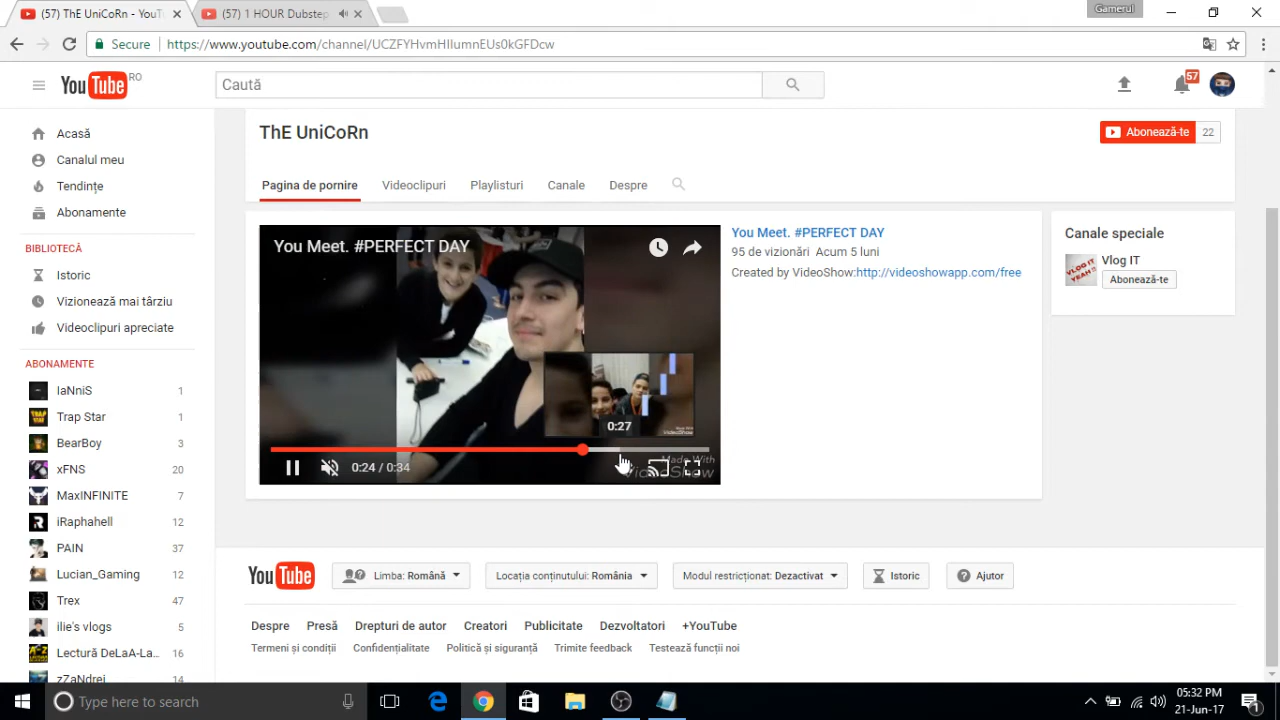 (57) ThE UniCoRn - YouT
(57) 1 HOUR Dubstep
Gamerul
Secure
https://www.youtube.com/channel/UCZFYHvmHIlumnEUs0kGFDcw
YouTube RO
Caută
57
Acasă
Canalul meu
Tendințe
Abonamente
BIBLIOTECĂ
Istoric
Vizionează mai târziu
Videoclipuri apreciate
ABONAMENTE
IaNniS 1
Trap Star 1
BearBoy 3
xFNS 20
MaxINFINITE 7
iRaphahell 12
PAIN 37
Lucian_Gaming 12
Trex 47
ilie's vlogs 5
Lectură DeLaA-La... 16
zZaNdrei 14
ThE UniCoRn
Abonează-te 22
Pagina de pornire
Videoclipuri
Playlisturi
Canale
Despre
You Meet. #PERFECT DAY
0:27
0:24 / 0:34
Made With
VideoShow
You Meet. #PERFECT DAY
95 de vizionări Acum 5 luni
Created by VideoShow:http://videoshowapp.com/free
Canale speciale
VLOG IT YEAH!!
Vlog IT
Abonează-te
YouTube
Limba: Română
Locația conținutului: România
Modul restricționat: Dezactivat
Istoric
Ajutor
Despre Presă Drepturi de autor Creatori Publicitate Dezvoltatori +YouTube
Termeni și condiții Confidențialitate Politică și siguranță Trimite feedback Testează funcții noi
Type here to search
05:32 PM
21-Jun-17
1